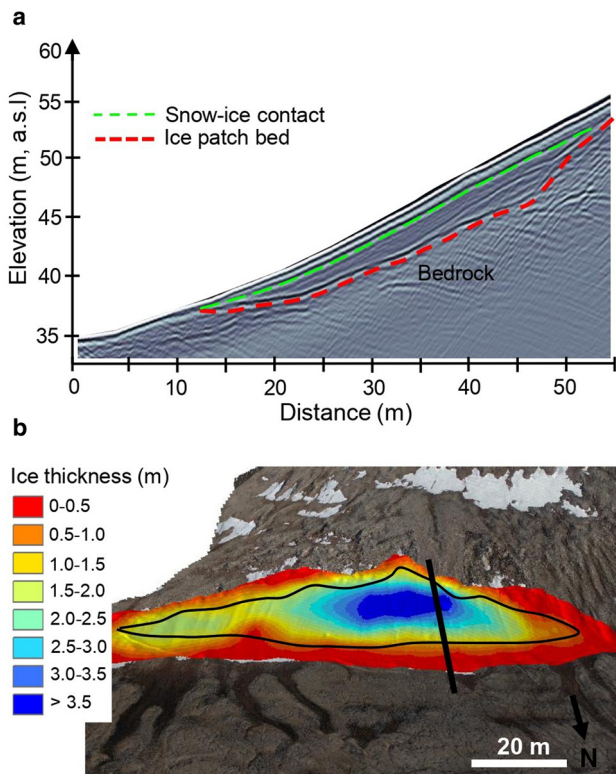 a
60
55
50
45
40
35
Elevation (m, a.s.l)
Snow-ice contact
Ice patch bed
Bedrock
0 10 20 30 40 50
Distance (m)
b
Ice thickness (m)
0-0.5
0.5-1.0
1.0-1.5
1.5-2.0
2.0-2.5
2.5-3.0
3.0-3.5
> 3.5
20 m
N